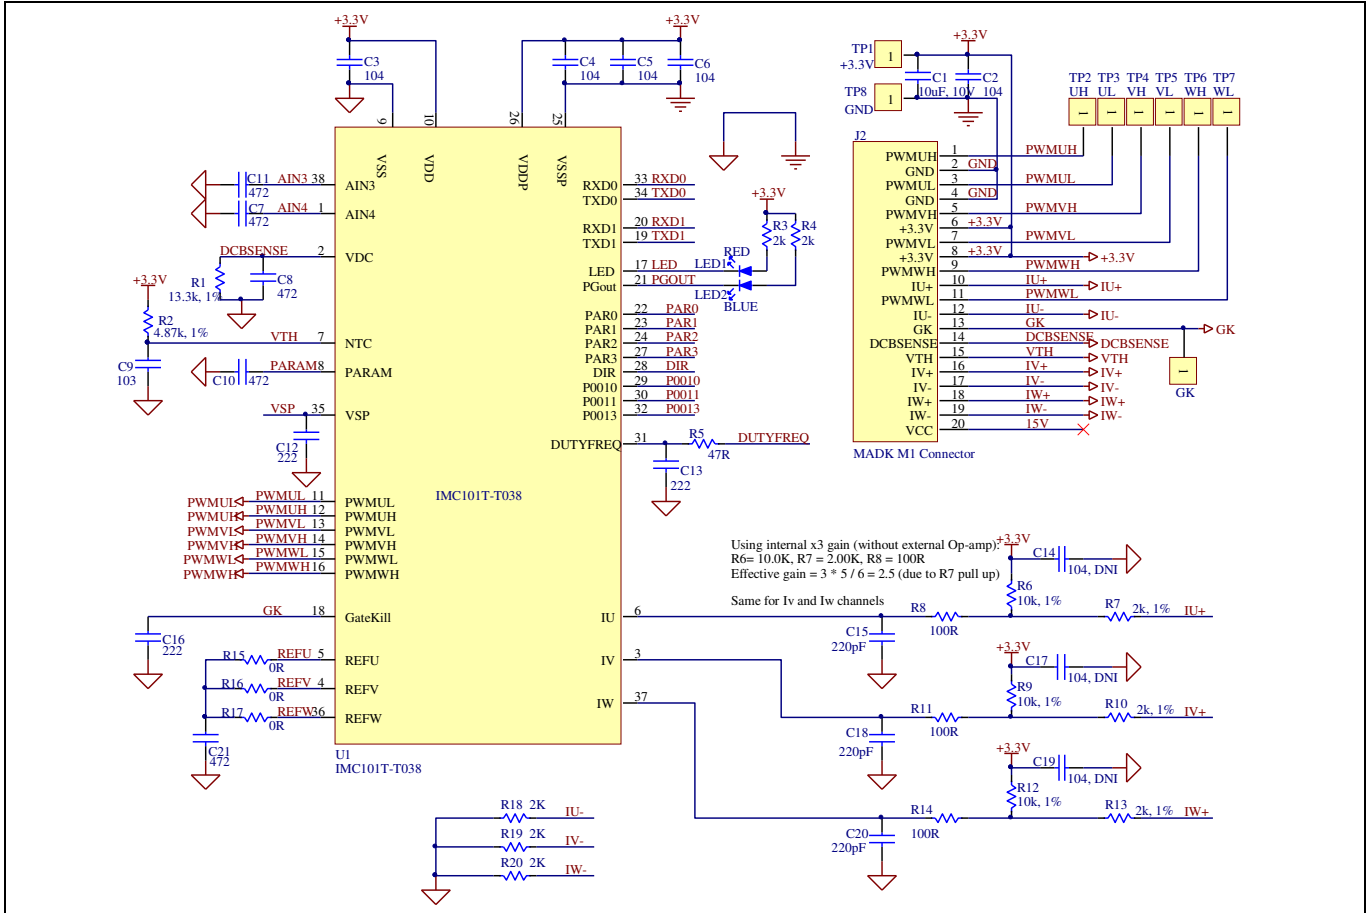 +3.3V
C3
104
+3.3V
C4
104
C5
104
C6
104
9
10
26
25
VSS
VDD
VDDP
VSSP
C11
472
AIN3
38
AIN3
C7
472
AIN4
1
AIN4
DCBSENSE
2
VDC
R1
13.3k, 1%
C8
472
+3.3V
R2
4.87k, 1%
VTH
7
NTC
C9
103
C10
472
PARAM
8
PARAM
VSP
35
VSP
C12
222
PWMUL
PWMUL
11
PWMUL
PWMUH
PWMUH
12
PWMUH
PWMVL
PWMVL
13
PWMVL
PWMVH
PWMVH
14
PWMVH
PWMWL
PWMWL
15
PWMWL
PWMWH
PWMWH
16
PWMWH
GK
18
GateKill
C16
222
R15
0R
REFU
5
REFU
R16
0R
REFV
4
REFV
R17
0R
REFW
36
REFW
C21
472
U1
IMC101T-T038
IMC101T-T038
RXD0
33
RXD0
TXD0
34
TXD0
RXD1
20
RXD1
TXD1
19
TXD1
LED
17
LED
PGout
21
PGOUT
LED1
RED
LED2
BLUE
+3.3V
R3
2k
R4
2k
PAR0
22
PAR0
PAR1
23
PAR1
PAR2
24
PAR2
PAR3
27
PAR3
DIR
28
DIR
P0010
29
P0010
P0011
30
P0011
P0013
32
P0013
DUTYFREQ
31
R5
47R
DUTYFREQ
C13
222
IU
6
IV
3
IW
37
TP1
+3.3V
1
TP8
GND
1
+3.3V
C1
10uF, 10V
C2
104
TP2
UH
1
TP3
UL
1
TP4
VH
1
TP5
VL
1
TP6
WH
1
TP7
WL
1
J2
PWMUH
1
PWMUH
GND
2
GND
PWMUL
3
PWMUL
GND
4
GND
PWMVH
5
PWMVH
+3.3V
6
+3.3V
PWMVL
7
PWMVL
+3.3V
8
+3.3V
+3.3V
PWMWH
9
PWMWH
IU+
10
IU+
IU+
PWMWL
11
PWMWL
IU-
12
IU-
IU-
GK
13
GK
GK
DCBSENSE
14
DCBSENSE
DCBSENSE
VTH
15
VTH
VTH
IV+
16
IV+
IV+
IV-
17
IV-
IV-
IW+
18
IW+
IW+
IW-
19
IW-
IW-
VCC
20
15V
MADK M1 Connector
1
GK
Using internal x3 gain (without external Op-amp):
R6= 10.0K, R7 = 2.00K, R8 = 100R
Effective gain = 3 * 5 / 6 = 2.5 (due to R7 pull up)
Same for Iv and Iw channels
+3.3V
C14
104, DNI
R6
10k, 1%
R7
2k, 1%
IU+
R8
100R
C15
220pF
+3.3V
C17
104, DNI
R9
10k, 1%
R10
2k, 1%
IV+
R11
100R
C18
220pF
+3.3V
C19
104, DNI
R12
10k, 1%
R13
2k, 1%
IW+
R14
100R
C20
220pF
R18 2K
IU-
R19 2K
IV-
R20 2K
IW-